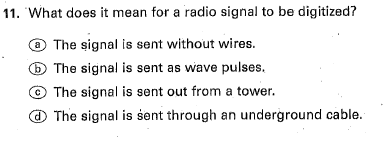 11. What does it mean for a radio signal to be digitized?
ⓐ The signal is sent without wires.
ⓑ The signal is sent as wave pulses.
ⓒ The signal is sent out from a tower.
ⓓ The signal is sent through an underground cable.